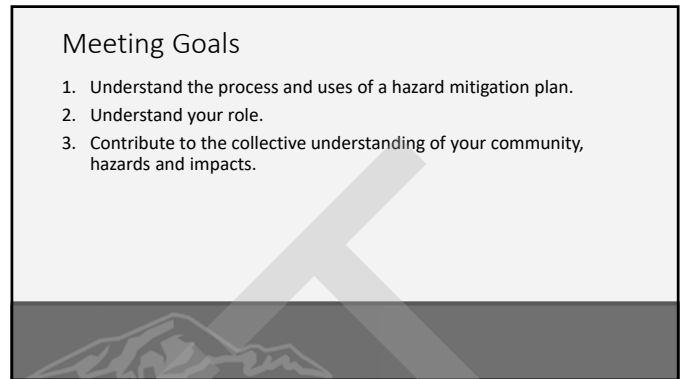 Meeting Goals
1. Understand the process and uses of a hazard mitigation plan.
2. Understand your role.
3. Contribute to the collective understanding of your community,
hazards and impacts.